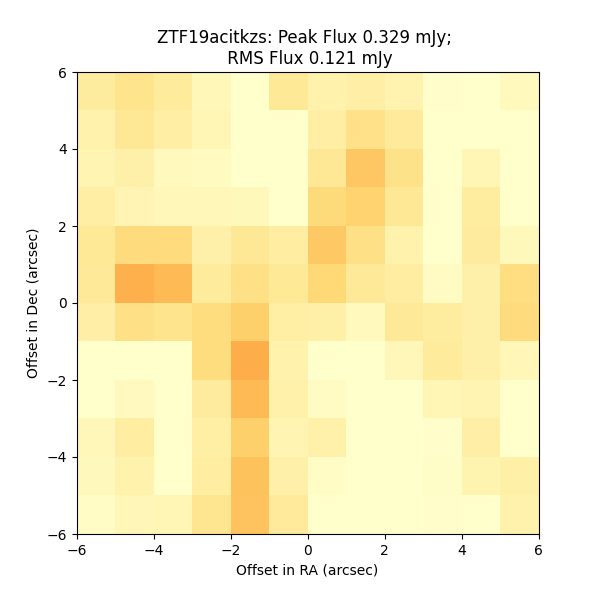 ZTF19acitkzs: Peak Flux 0.329 mJy;
RMS Flux 0.121 mJy
6
4
2
0
−2
−4
−6
Offset in Dec (arcsec)
−6 −4 −2 0 2 4 6
Offset in RA (arcsec)